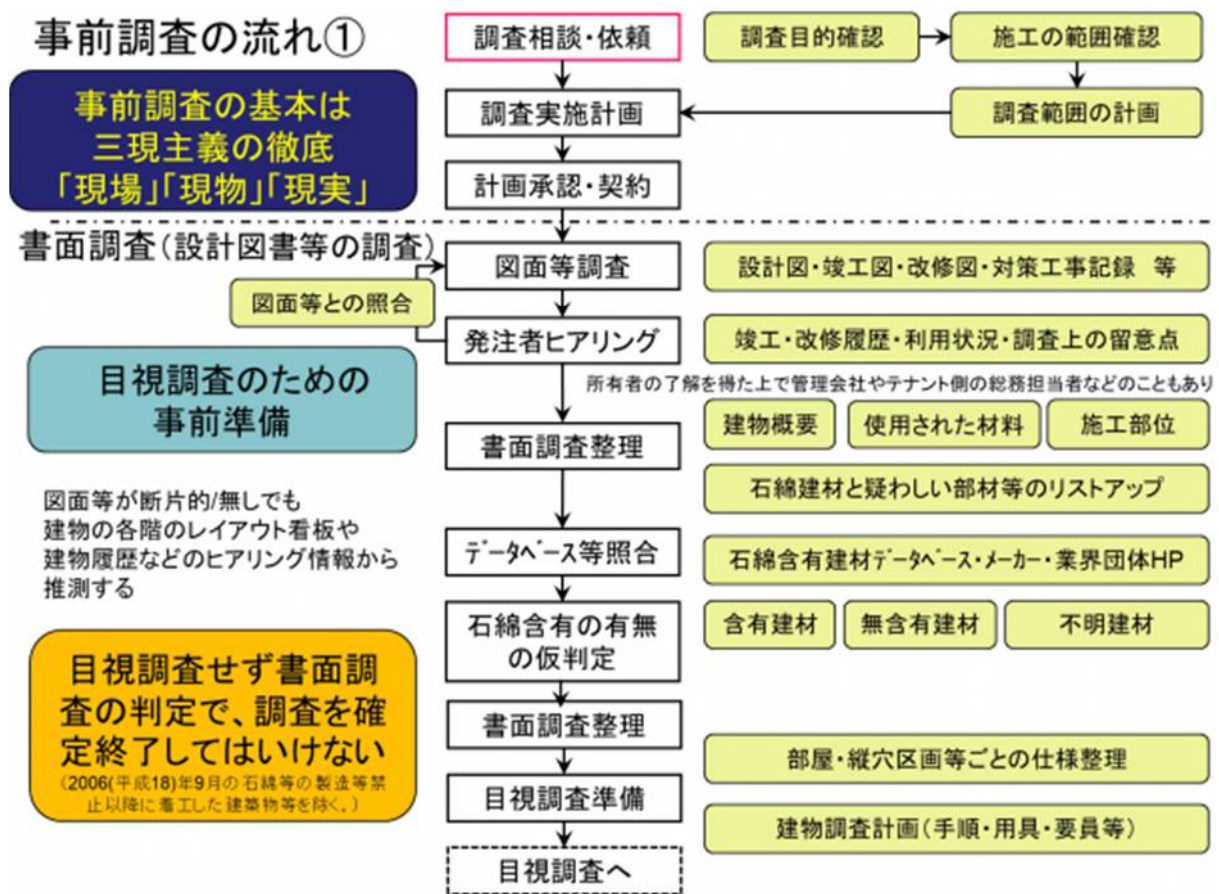 事前調査の流れ①
調査相談・依頼
調査目的確認
施工の範囲確認
事前調査の基本は
三現主義の徹底
「現場」「現物」「現実」
調査実施計画
調査範囲の計画
計画承認・契約
書面調査(設計図書等の調査)
図面等調査
設計図・竣工図・改修図・対策工事記録 等
図面等との照合
発注者ヒアリング
竣工・改修履歴・利用状況・調査上の留意点
所有者の了解を得た上で管理会社やテナント側の総務担当者などのこともあり
目視調査のための
事前準備
書面調査整理
建物概要
使用された材料
施工部位
石綿建材と疑わしい部材等のリストアップ
図面等が断片的/無しでも
建物の各階のレイアウト看板や
建物履歴などのヒアリング情報から
推測する
データベース等照合
石綿含有建材データベース・メーカー・業界団体HP
石綿含有の有無
の仮判定
含有建材
無含有建材
不明建材
目視調査せず書面調
査の判定で、調査を確
定終了してはいけない
(2006(平成18)年9月の石綿等の製造等禁
止以降に着工した建築物等を除く。)
書面調査整理
部屋・縦穴区画等ごとの仕様整理
目視調査準備
建物調査計画(手順・用具・要員等)
目視調査へ